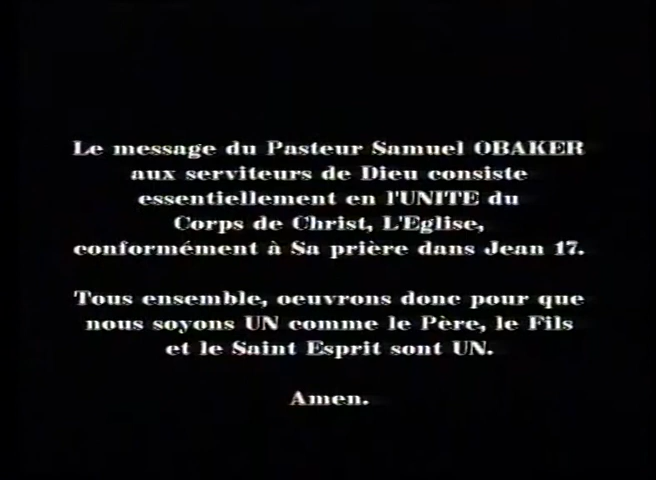 Le message du Pasteur Samuel OBAKER
aux serviteurs de Dieu consiste
essentiellement en l'UNITE du
Corps de Christ, L'Eglise,
conformément à Sa prière dans Jean 17.
Tous ensemble, oeuvrons donc pour que
nous soyons UN comme le Père, le Fils
et le Saint Esprit sont UN.
Amen.